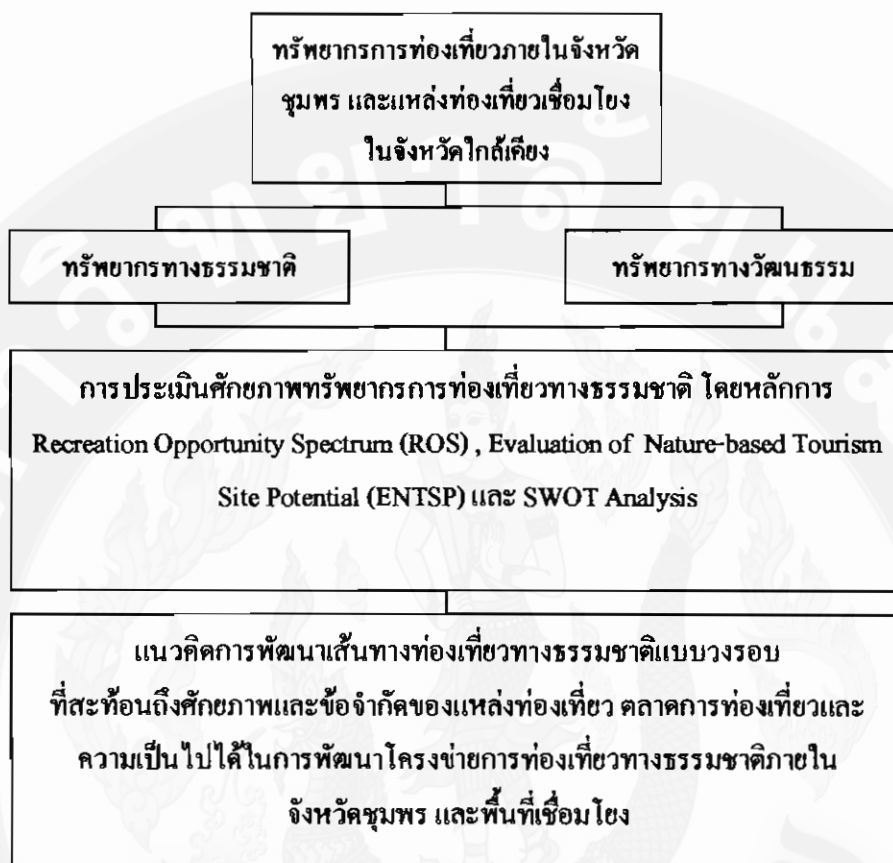 ทรัพยากรการท่องเที่ยวภายในจังหวัด
ชุมพร และแหล่งท่องเที่ยวเชื่อมโยง
ในจังหวัดใกล้เคียง
ทรัพยากรทางธรรมชาติ
ทรัพยากรทางวัฒนธรรม
การประเมินศักยภาพทรัพยากรการท่องเที่ยวทางธรรมชาติ โดยหลักการ
Recreation Opportunity Spectrum (ROS) , Evaluation of Nature-based Tourism
Site Potential (ENTSP) และ SWOT Analysis
แนวคิดการพัฒนาเส้นทางท่องเที่ยวทางธรรมชาติแบบวงรอบ
ที่สะท้อนถึงศักยภาพและข้อจำกัดของแหล่งท่องเที่ยว ตลาดการท่องเที่ยวและ
ความเป็นไปได้ในการพัฒนาโครงข่ายการท่องเที่ยวทางธรรมชาติภายใน
จังหวัดชุมพร และพื้นที่เชื่อมโยง